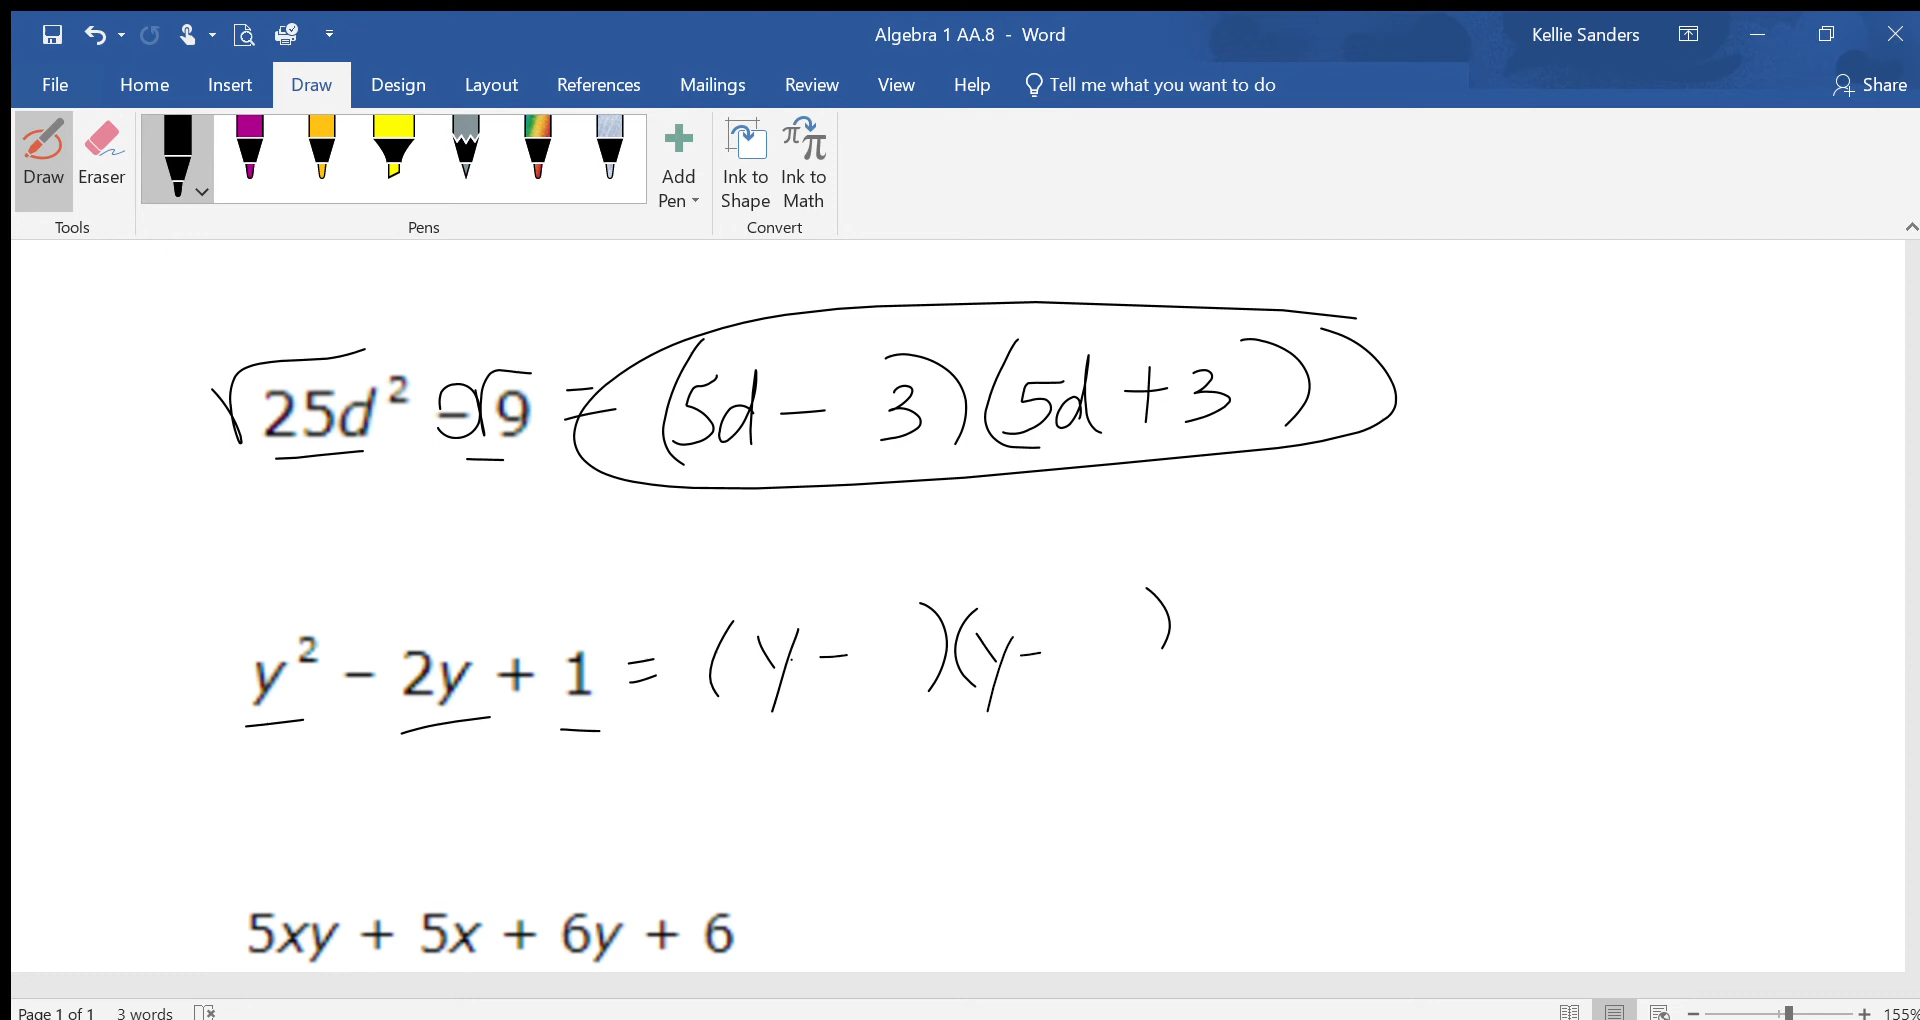 Algebra 1 AA.8 - Word
Kellie Sanders
File Home Insert Draw Design Layout References Mailings Review View Help Tell me what you want to do Share
Draw Eraser
Add Pen
Ink to Shape
Ink to Math
Tools Pens Convert
√25d² - √9 = (5d - 3)(5d + 3)
y² - 2y + 1 = (y - )(y - )
5xy + 5x + 6y + 6
Page 1 of 1 3 words 155%